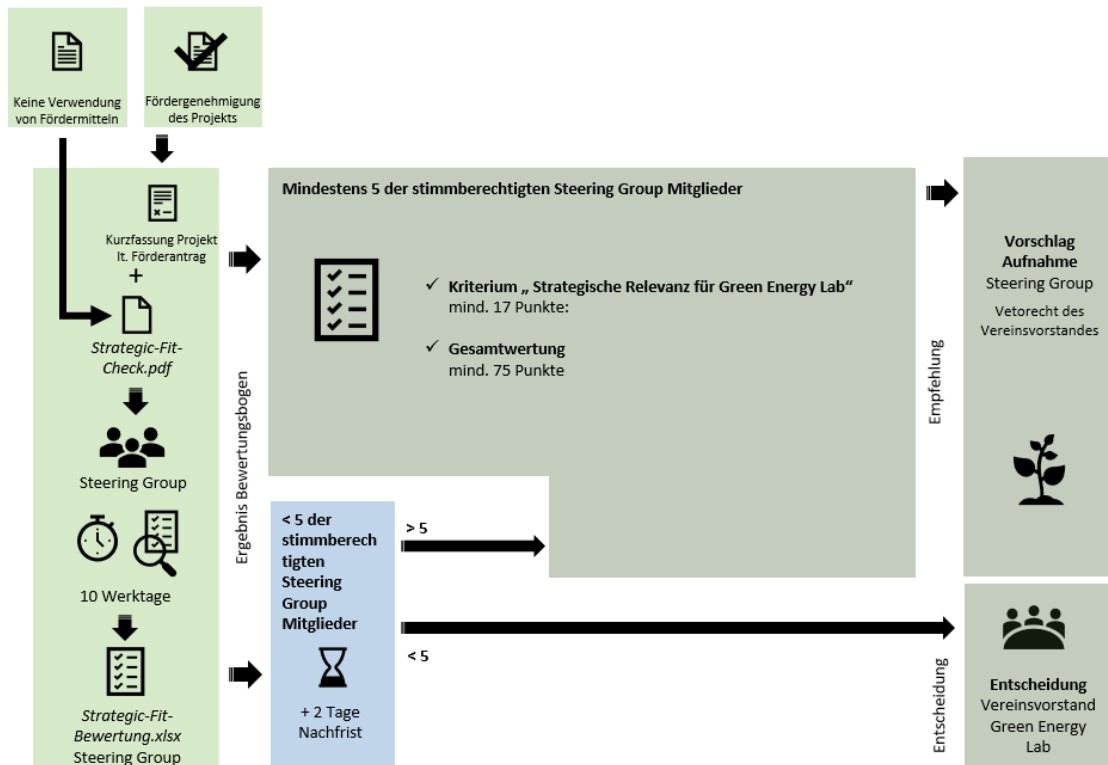 Keine Verwendung
von Fördermitteln
Fördergenehmigung
des Projekts
Kurzfassung Projekt
lt. Förderantrag
+
Strategic-Fit-
Check.pdf
Steering Group
10 Werktage
Strategic-Fit-
Bewertung.xlsx
Steering Group
Ergebnis Bewertungsbogen
Mindestens 5 der stimmberechtigten Steering Group Mitglieder
✓ Kriterium „ Strategische Relevanz für Green Energy Lab“
mind. 17 Punkte:
✓ Gesamtwertung
mind. 75 Punkte
< 5 der
stimmberech
tigten
Steering
Group
Mitglieder
+ 2 Tage
Nachfrist
> 5
< 5
Empfehlung
Entscheidung
Vorschlag
Aufnahme
Steering Group
Vetorecht des
Vereinsvorstandes
Entscheidung
Vereinsvorstand
Green Energy
Lab